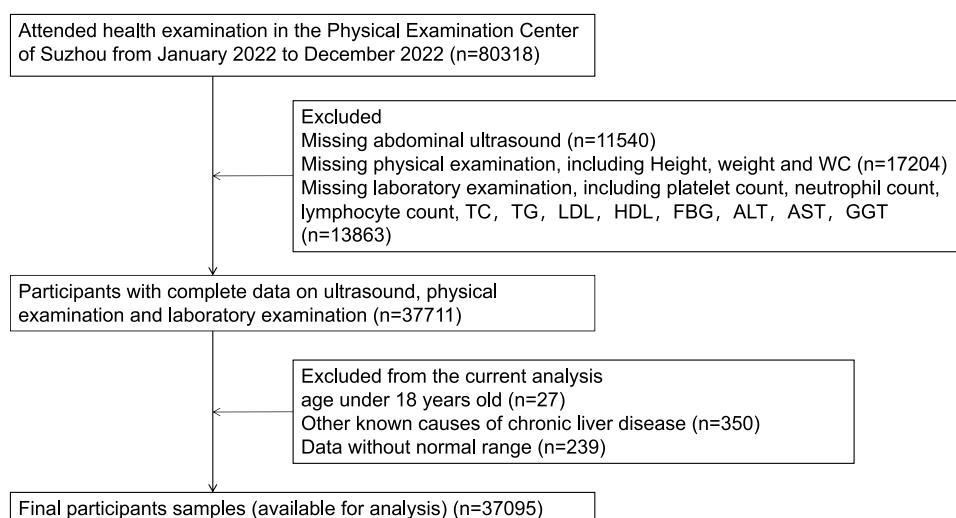 Attended health examination in the Physical Examination Center
of Suzhou from January 2022 to December 2022 (n=80318)
Excluded
Missing abdominal ultrasound (n=11540)
Missing physical examination, including Height, weight and WC (n=17204)
Missing laboratory examination, including platelet count, neutrophil count,
lymphocyte count, TC, TG, LDL, HDL, FBG, ALT, AST, GGT
(n=13863)
Participants with complete data on ultrasound, physical
examination and laboratory examination (n=37711)
Excluded from the current analysis
age under 18 years old (n=27)
Other known causes of chronic liver disease (n=350)
Data without normal range (n=239)
Final participants samples (available for analysis) (n=37095)